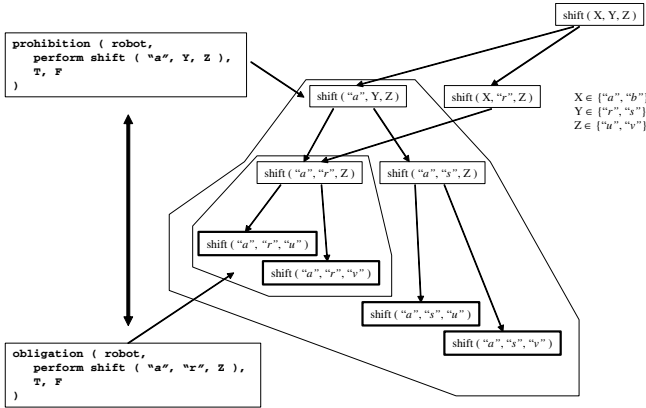 shift ( X, Y, Z )
prohibition ( robot,
perform shift ( “a”, Y, Z ),
T, F
)
shift ( “a”, Y, Z )
shift ( X, “r”, Z )
X ∈ {“a”, “b”}
Y ∈ {“r”, “s”}
Z ∈ {“u”, “v”}
shift ( “a”, “r”, Z )
shift ( “a”, “s”, Z )
shift ( “a”, “r”, “u” )
shift ( “a”, “r”, “v” )
shift ( “a”, “s”, “u” )
shift ( “a”, “s”, “v” )
obligation ( robot,
perform shift ( “a”, “r”, Z ),
T, F
)